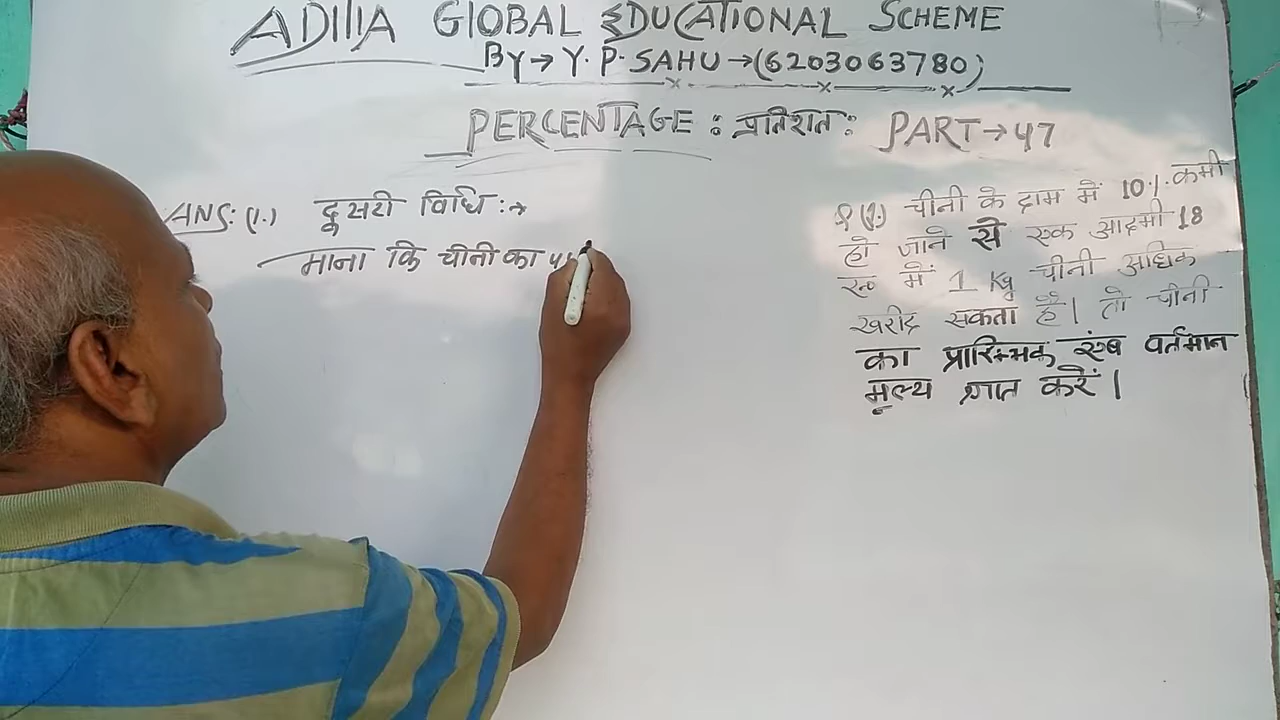 ADITIA GLOBAL EDUCATIONAL SCHEME
BY→ Y. P. SAHU →(6203063780)
PERCENTAGE : प्रतिशत : PART→47
ANS: (1.) दूसरी विधि :→
माना कि चीनी का
Q (1.) चीनी के दाम में 10%. कमी
हो जाने से एक आदमी 18
रु० में 1 Kg चीनी अधिक
खरीद सकता है। तो चीनी
का प्रारम्भिक एंब वर्तमान
मूल्य ज्ञात करें।